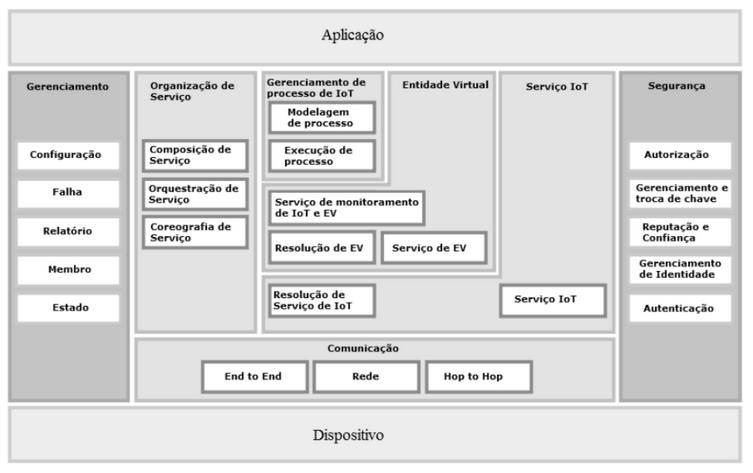 Aplicação
Gerenciamento
Configuração
Falha
Relatório
Membro
Estado
Organização de
Serviço
Composição de
Serviço
Orquestração de
Serviço
Coreografia de
Serviço
Gerenciamento de
processo de IoT
Modelagem
de processo
Execução de
processo
Entidade Virtual
Serviço de monitoramento
de IoT e EV
Resolução de EV
Serviço de EV
Serviço IoT
Resolução de
Serviço de IoT
Serviço IoT
Comunicação
End to End
Rede
Hop to Hop
Segurança
Autorização
Gerenciamento e
troca de chave
Reputação e
Confiança
Gerenciamento
de Identidade
Autenticação
Dispositivo